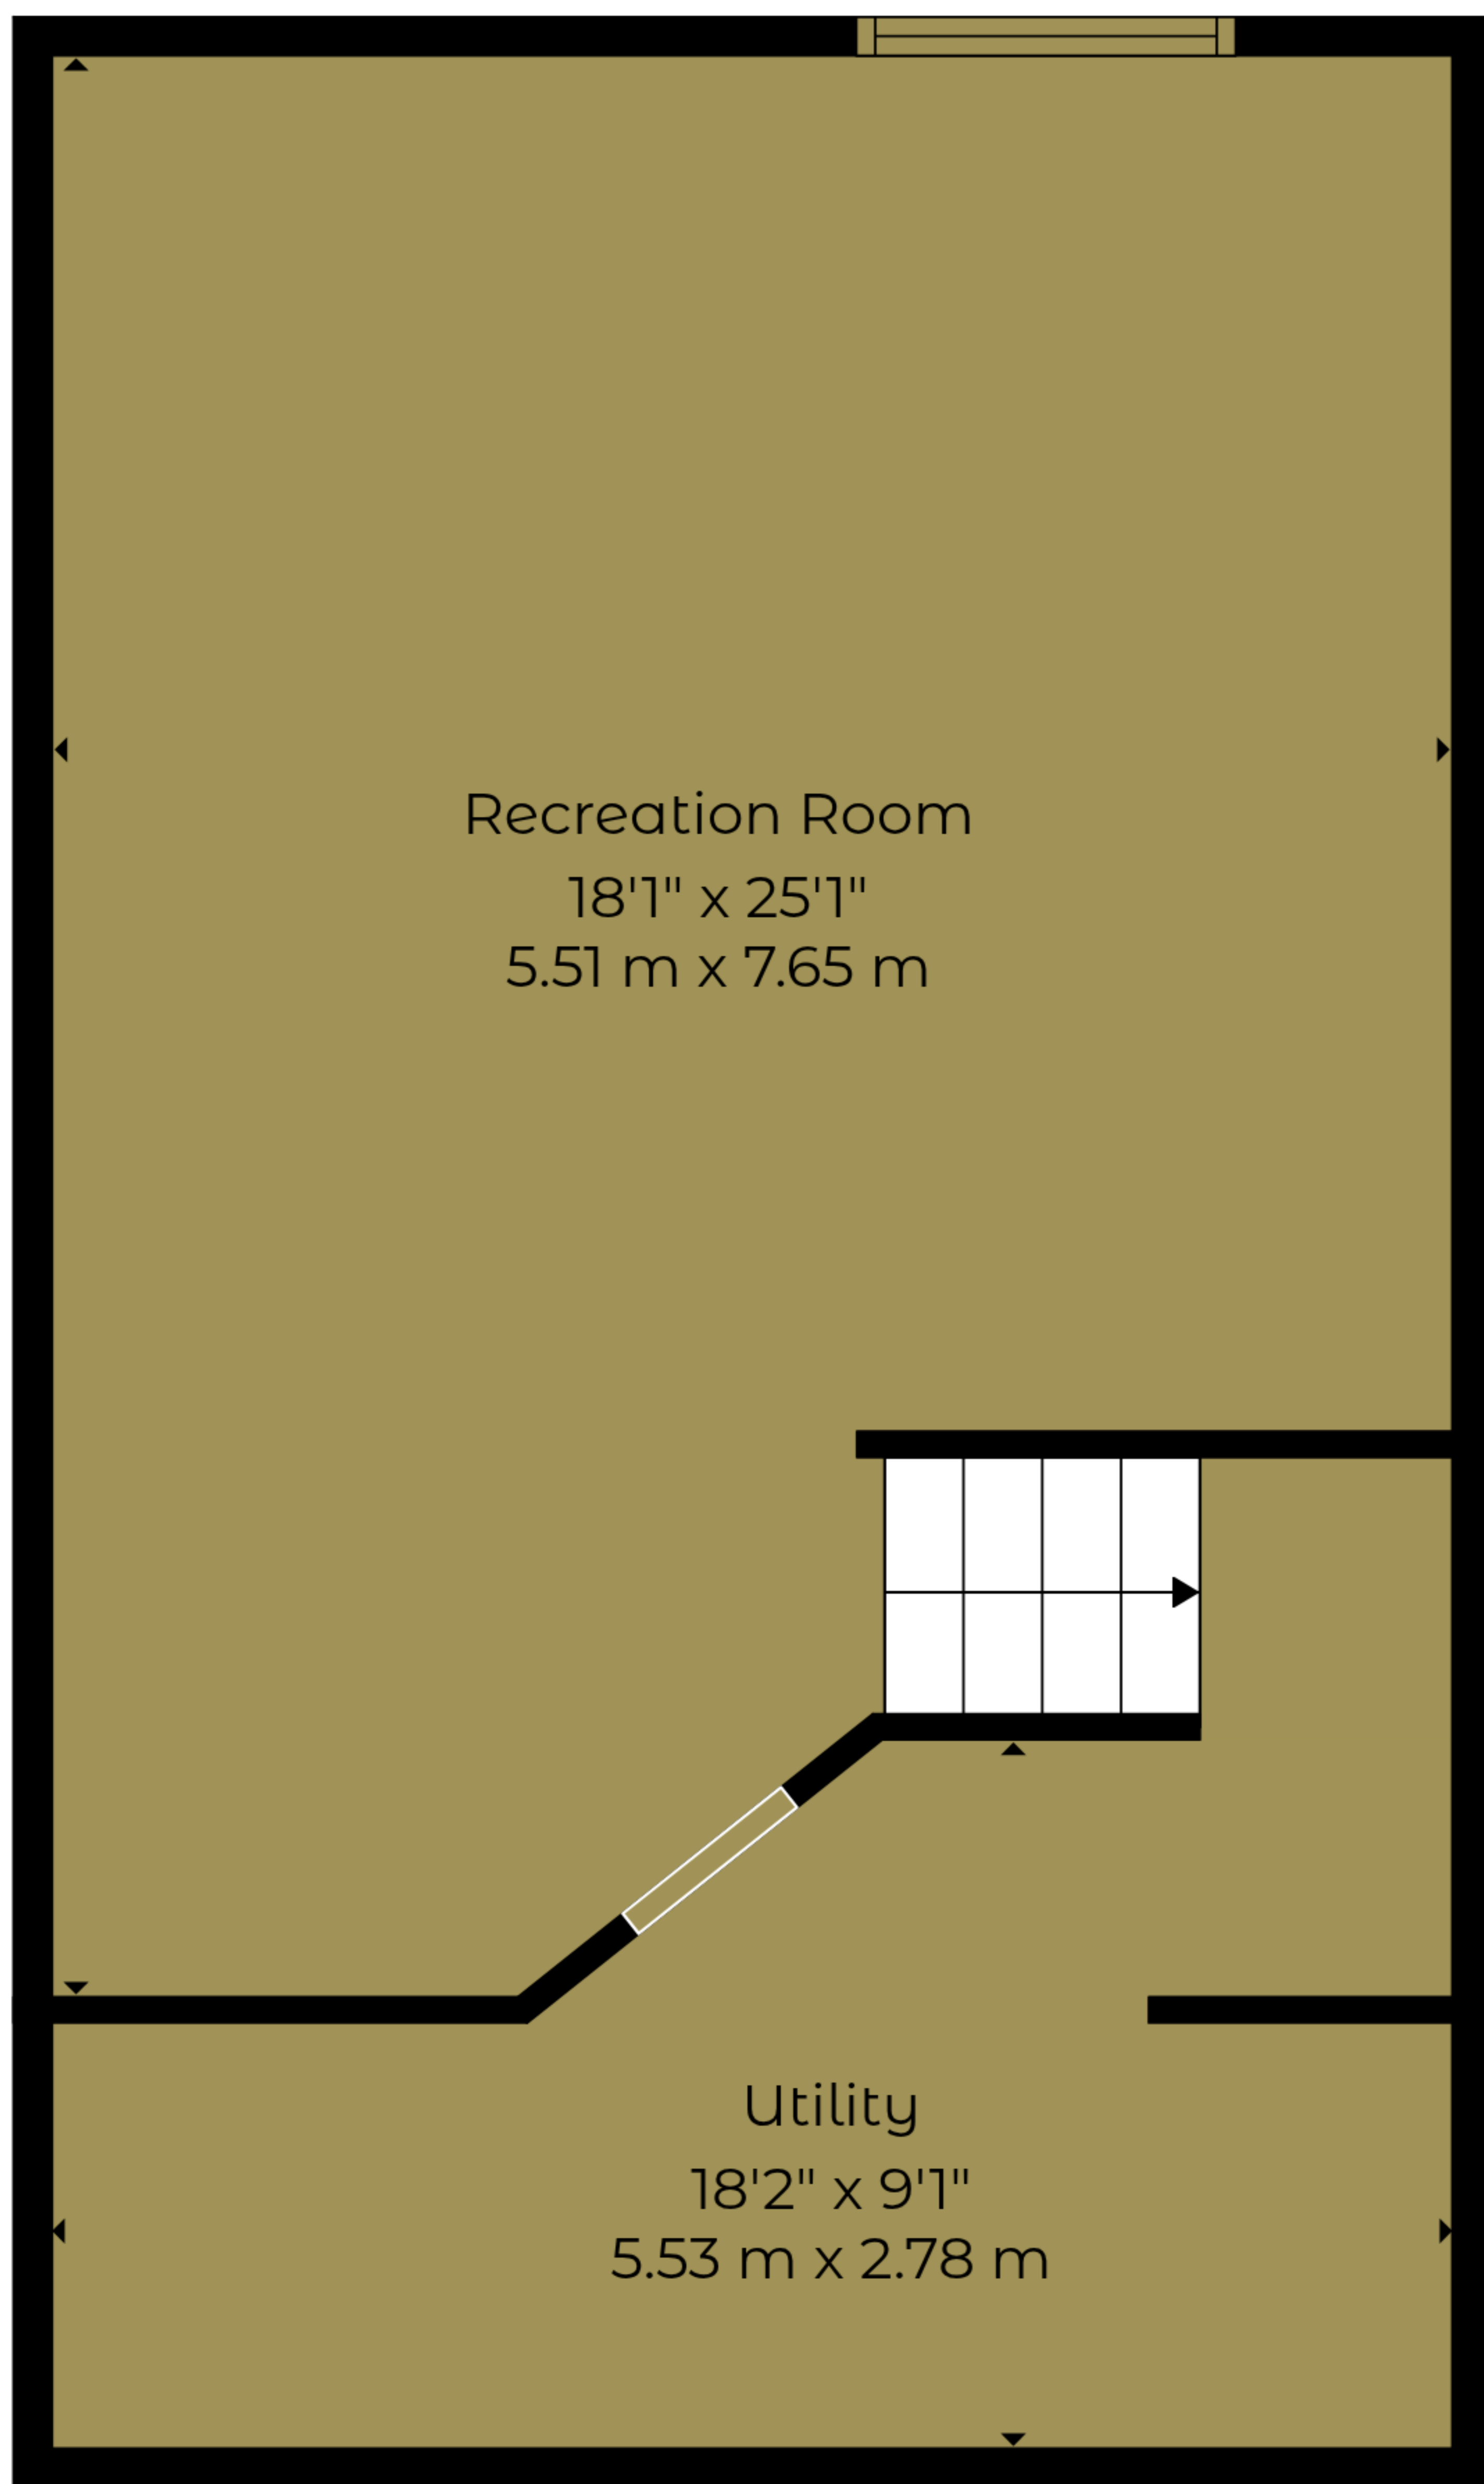 Recreation Room
18'1" x 25'1"
5.51 m x 7.65 m
Utility
18'2" x 9'1"
5.53 m x 2.78 m